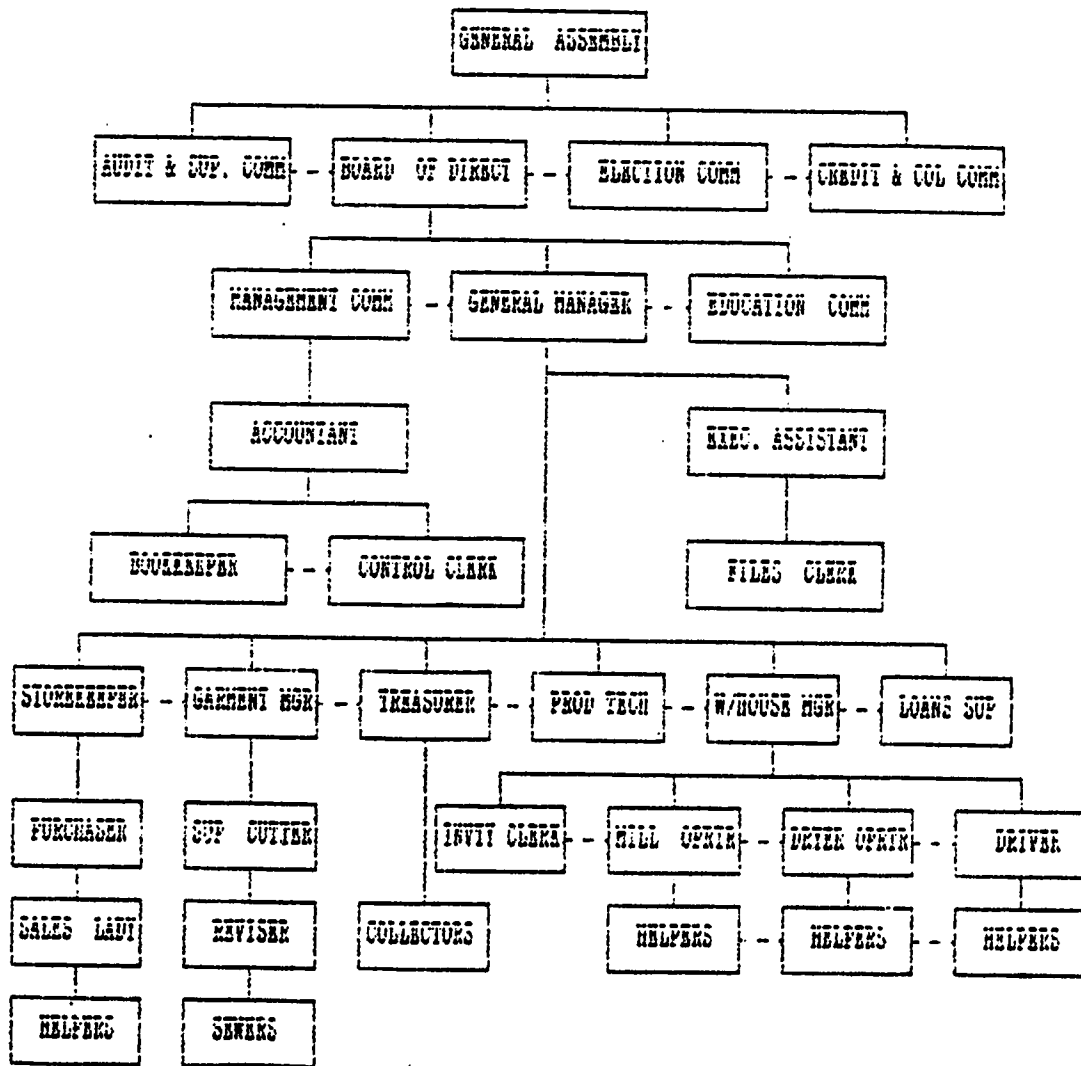 GENERAL ASSEMBLY
AUDIT & SUP. COMM
BOARD OF DIRECT
ELECTION COMM
CREDIT & COL COMM
MANAGEMENT COMM
GENERAL MANAGER
EDUCATION COMM
ACCOUNTANT
EXEC. ASSISTANT
BOOKKEEPER
CONTROL CLERK
FILES CLERK
STOREKEEPER
GARMENT MGR
TREASURER
PROD TECH
W/HOUSE MGR
LOANS SUP
PURCHASER
SUP CUTTER
INVTY CLERK
MILL OPRTR
DRYER OPRTR
DRIVER
SALES LADY
REVISER
COLLECTORS
HELPERS
HELPERS
HELPERS
HELPERS
SEWERS